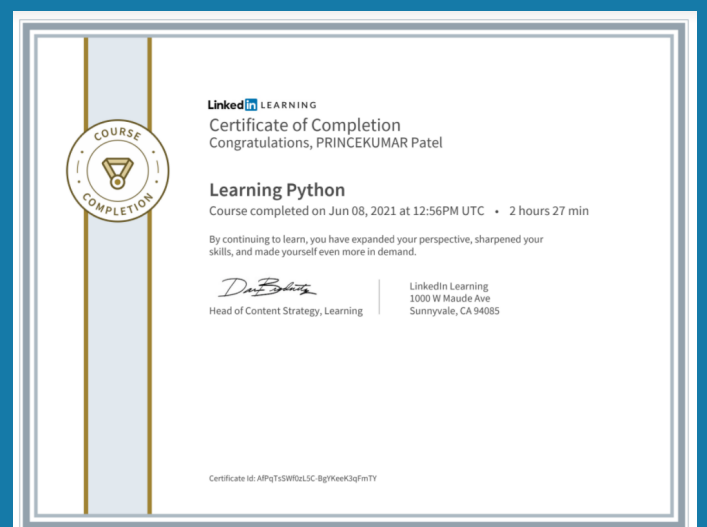 LinkedIn LEARNING
Certificate of Completion
Congratulations, PRINCEKUMAR Patel
COURSE
COMPLETION
Learning Python
Course completed on Jun 08, 2021 at 12:56PM UTC • 2 hours 27 min
By continuing to learn, you have expanded your perspective, sharpened your
skills, and made yourself even more in demand.
Head of Content Strategy, Learning
LinkedIn Learning
1000 W Maude Ave
Sunnyvale, CA 94085
Certificate Id: AfPqTsSWf0zL5C-BgYKeeK3qFmTY